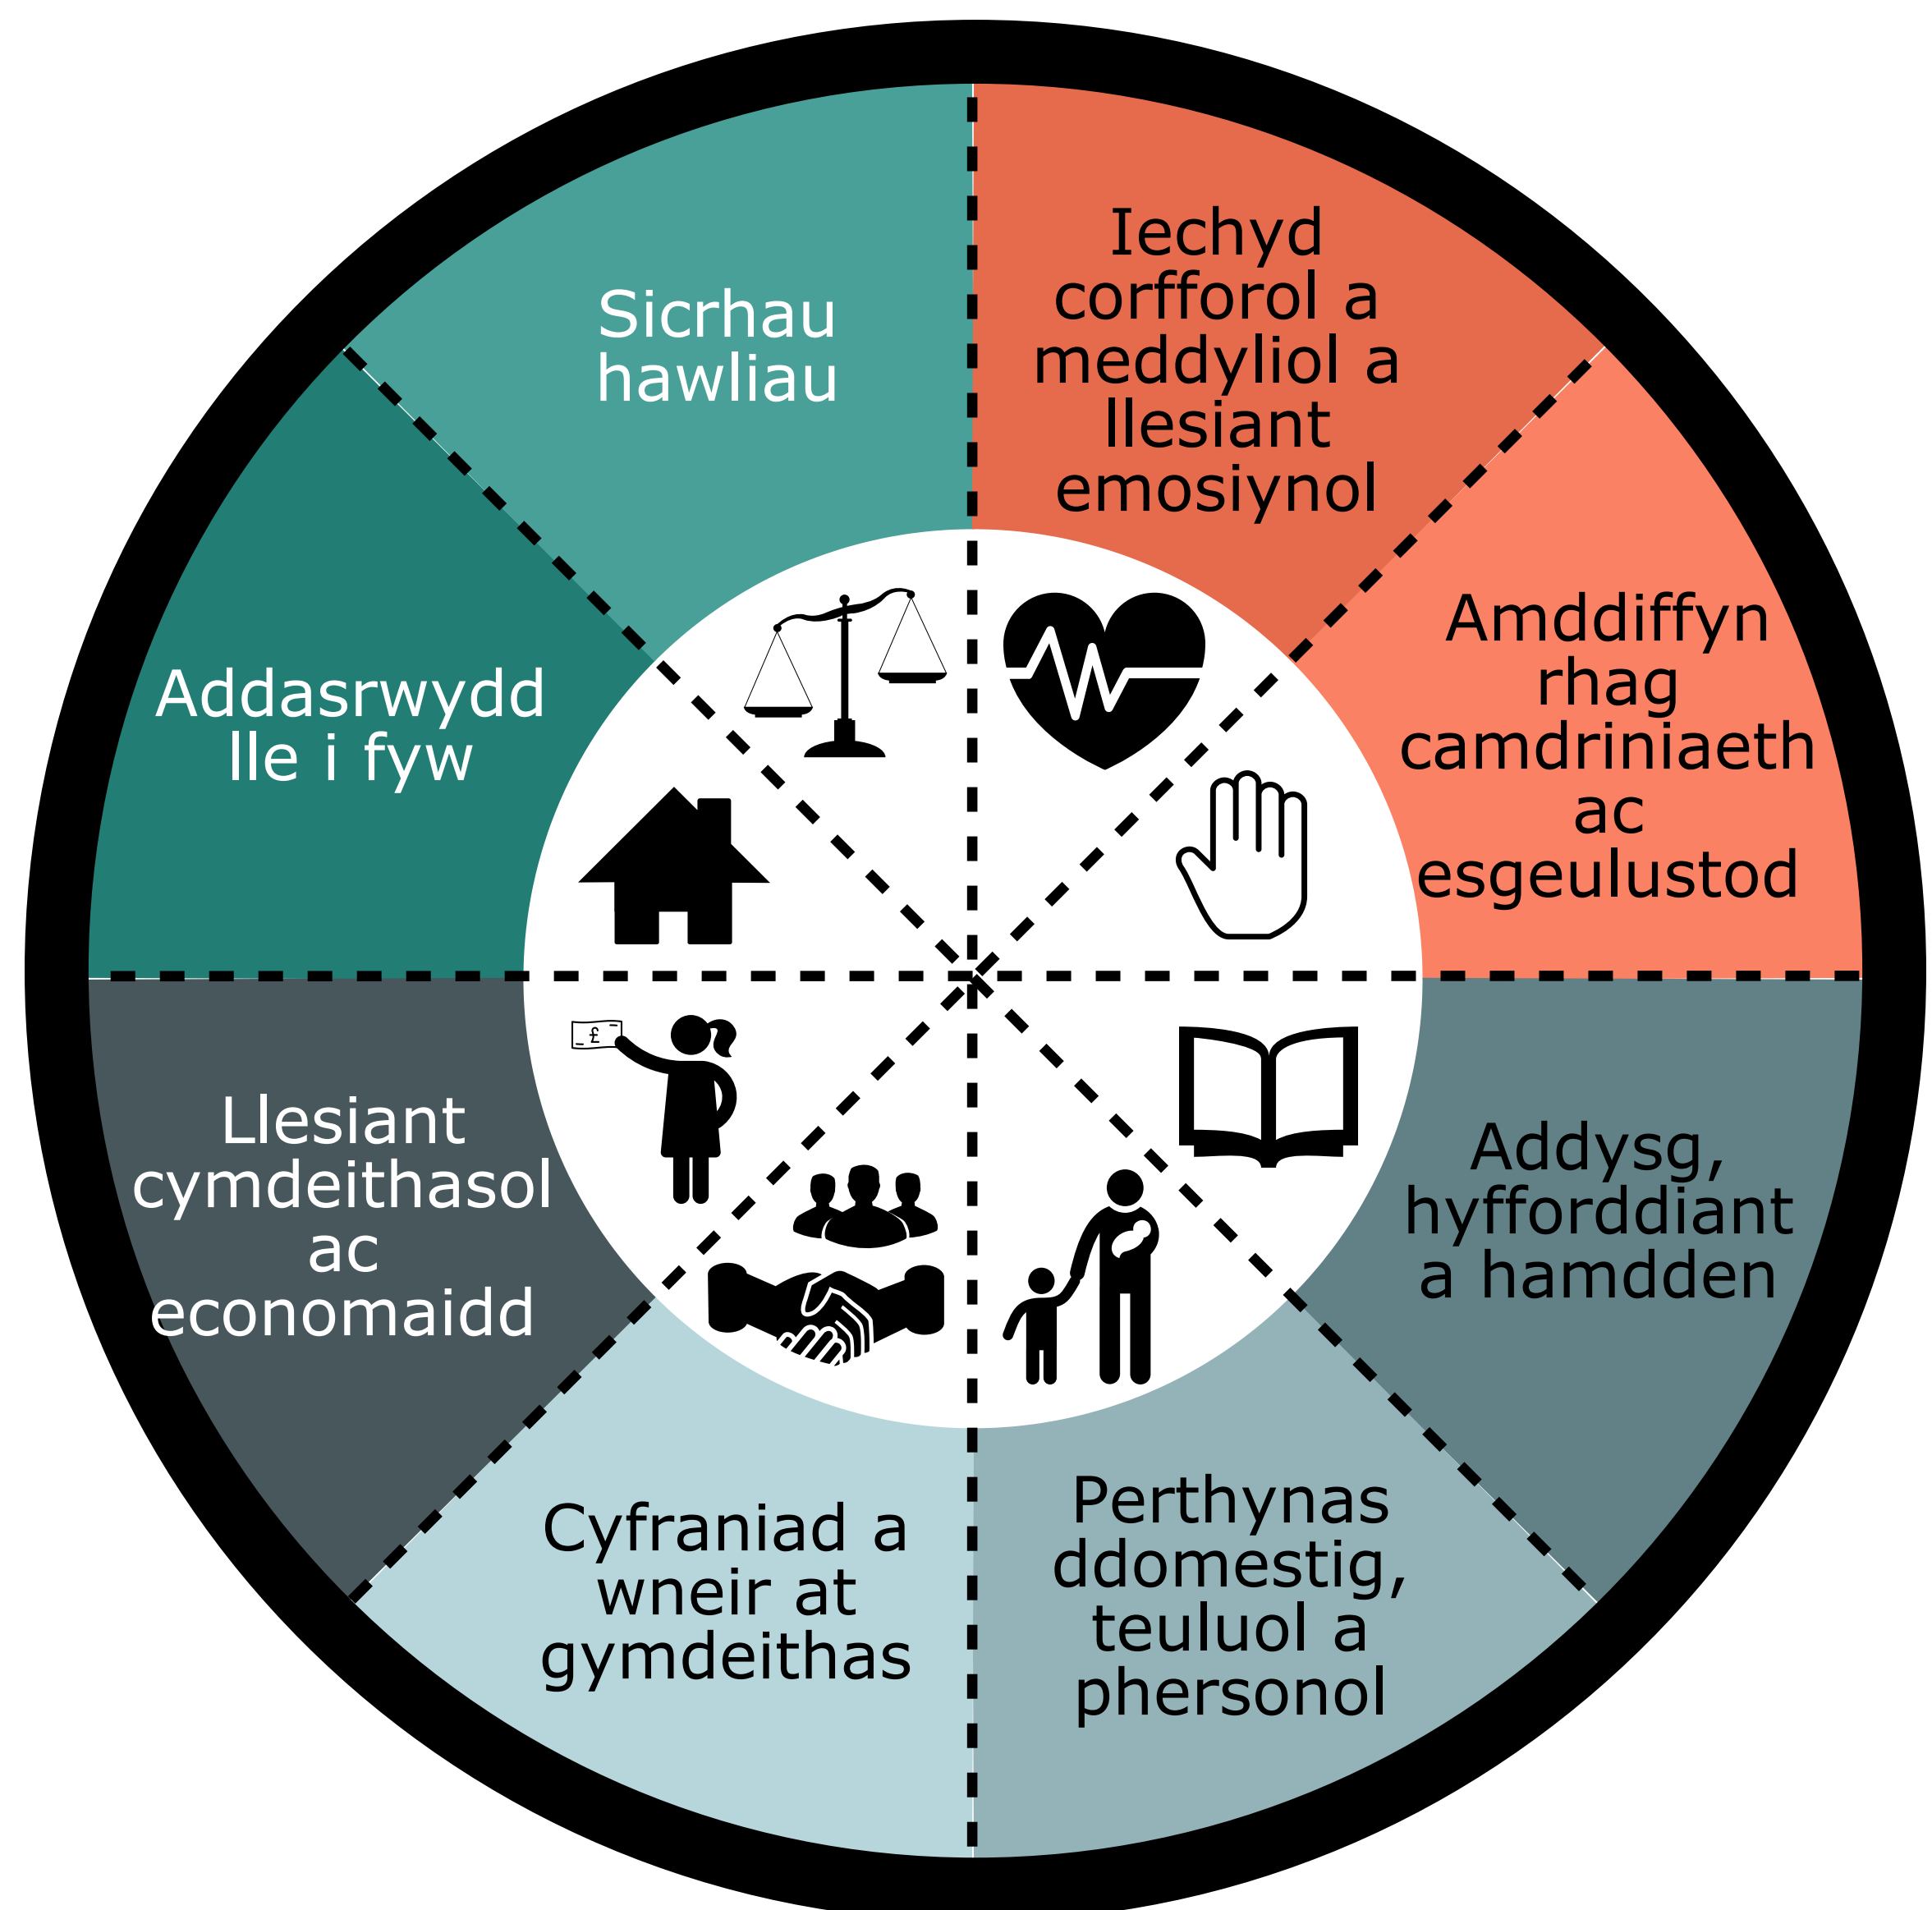 Iechyd
corfforol a
meddyliol a
llesiant
emosiynol
Amddiffyn
rhag
camdriniaeth
ac
esgeulustod
Addysg,
hyfforddiant
a hamdden
Perthynas
ddomestig,
teuluol a
phersonol
Cyfraniad a
wneir at
gymdeithas
Llesiant
cymdeithasol
ac
economaidd
Addasrwydd
lle i fyw
Sicrhau
hawliau
£